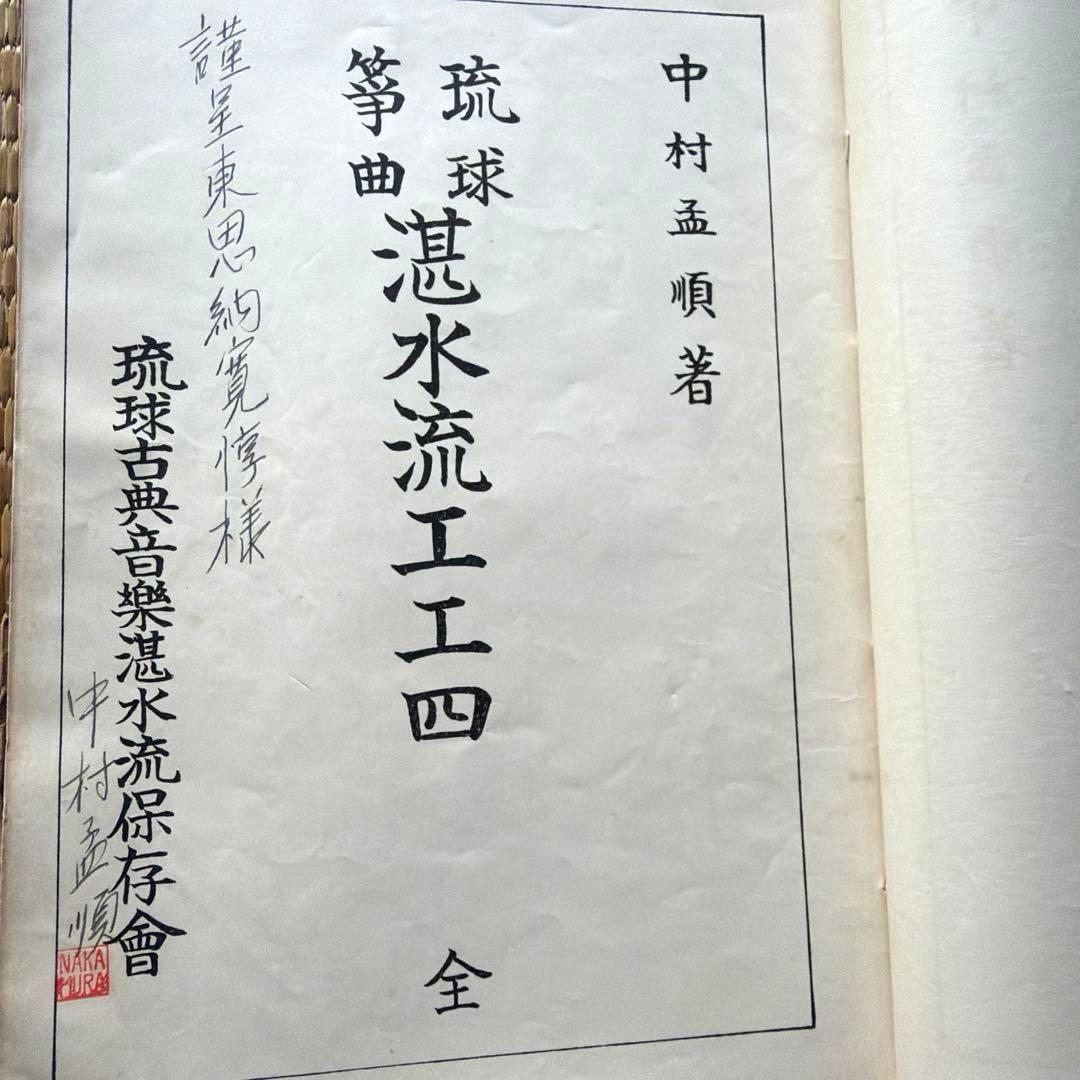 中村孟順著
琉球
箏曲
湛水流工工四
全
謹呈東恩納寛惇様
琉球古典音樂湛水流保存會
中村孟順
NAKA
MURA